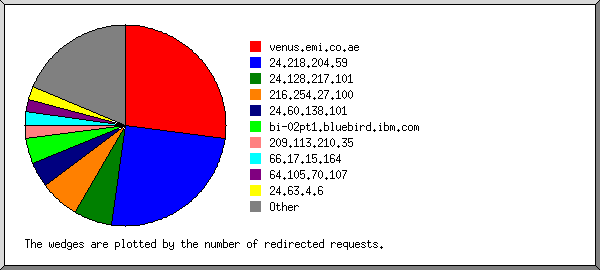 venus.emi.co.ae
24.218.204.59
24.128.217.101
216.254.27.100
24.60.138.101
bi-02pt1.bluebird.ibm.com
209.113.210.35
66.17.15.164
64.105.70.107
24.63.4.6
Other
The wedges are plotted by the number of redirected requests.